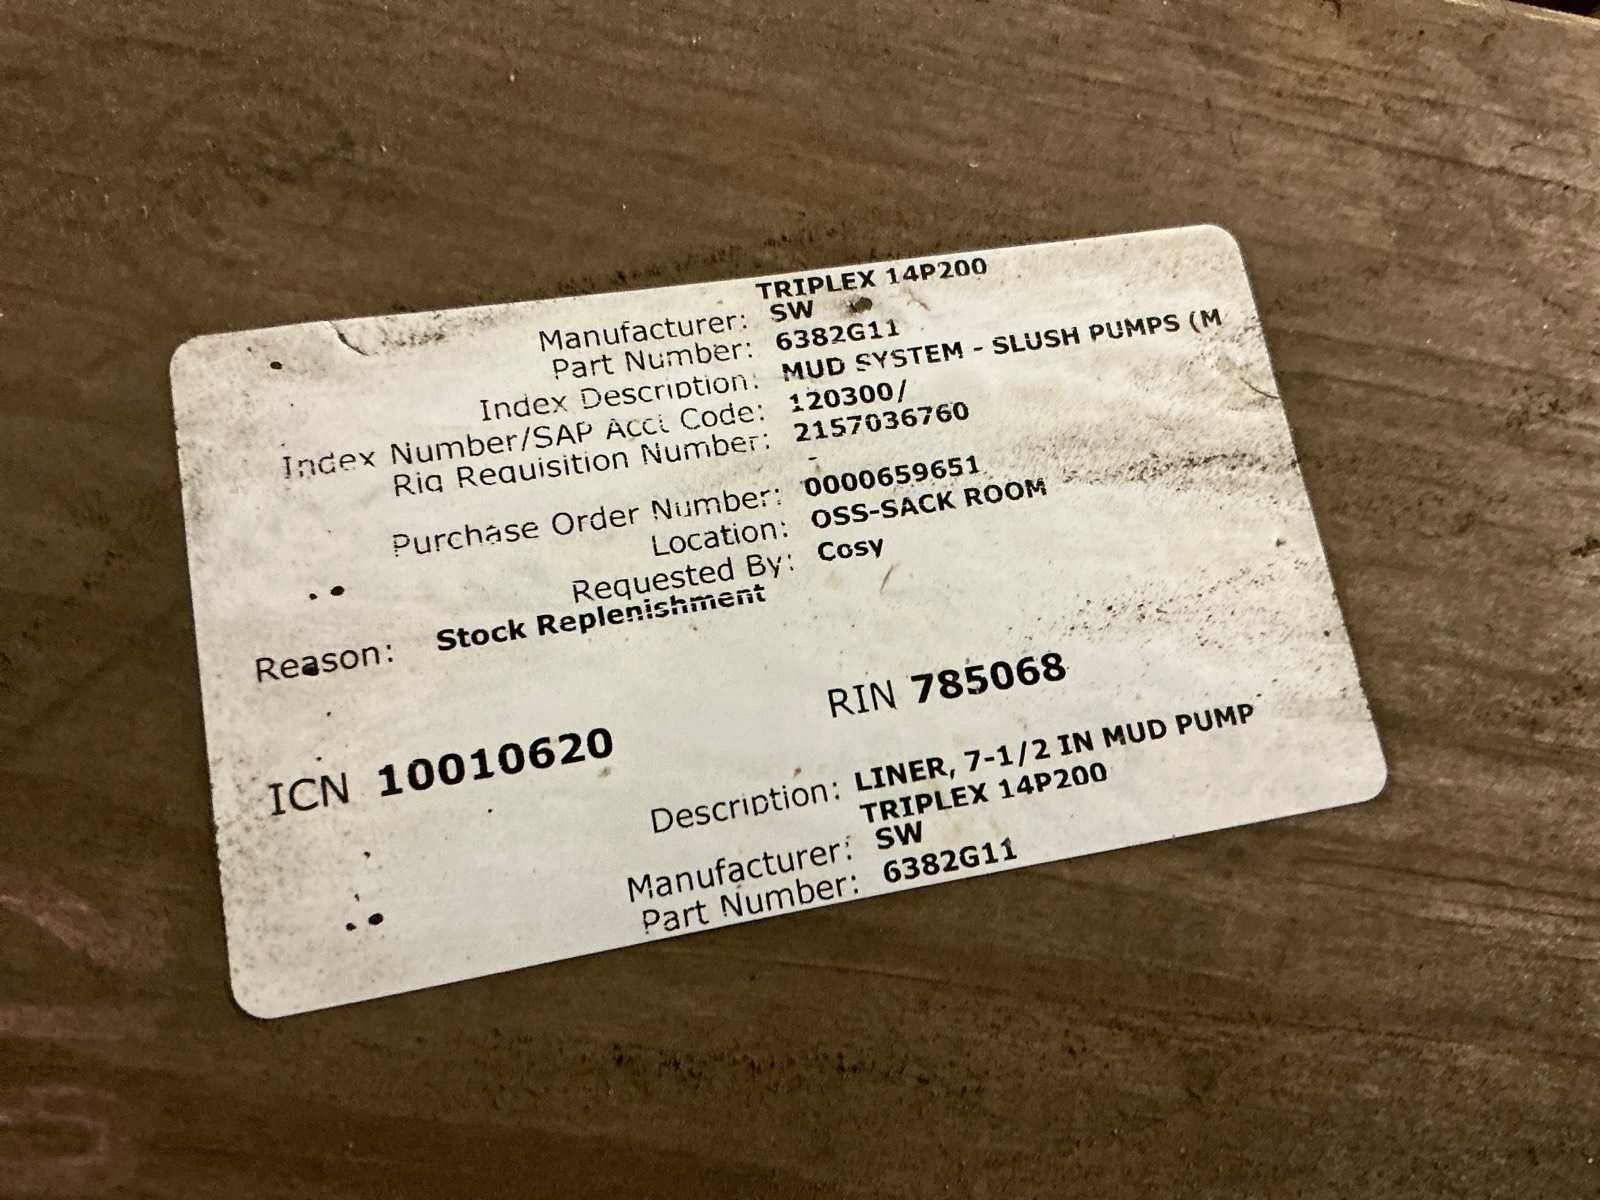 TRIPLEX 14P200
Manufacturer: SW
Part Number: 6382G11
Index Description: MUD SYSTEM - SLUSH PUMPS (M
Index Number/SAP Acct Code: 120300/
Rig Requisition Number: 2157036760
-
Purchase Order Number: 0000659651
Location: OSS-SACK ROOM
Requested By: Cosy
Reason: Stock Replenishment
ICN 10010620 RIN 785068
Description: LINER, 7-1/2 IN MUD PUMP
TRIPLEX 14P200
Manufacturer: SW
Part Number: 6382G11